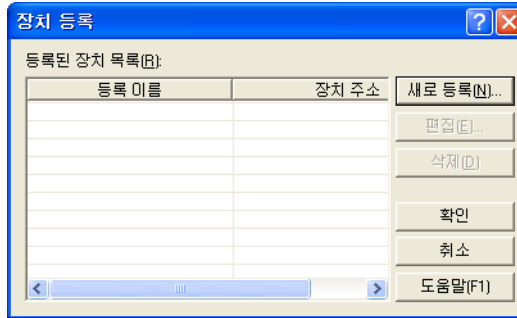 장치 등록
등록된 장치 목록(R):
등록 이름 장치 주소
새로 등록(N)...
편집(E)...
삭제(D)
확인
취소
도움말(F1)